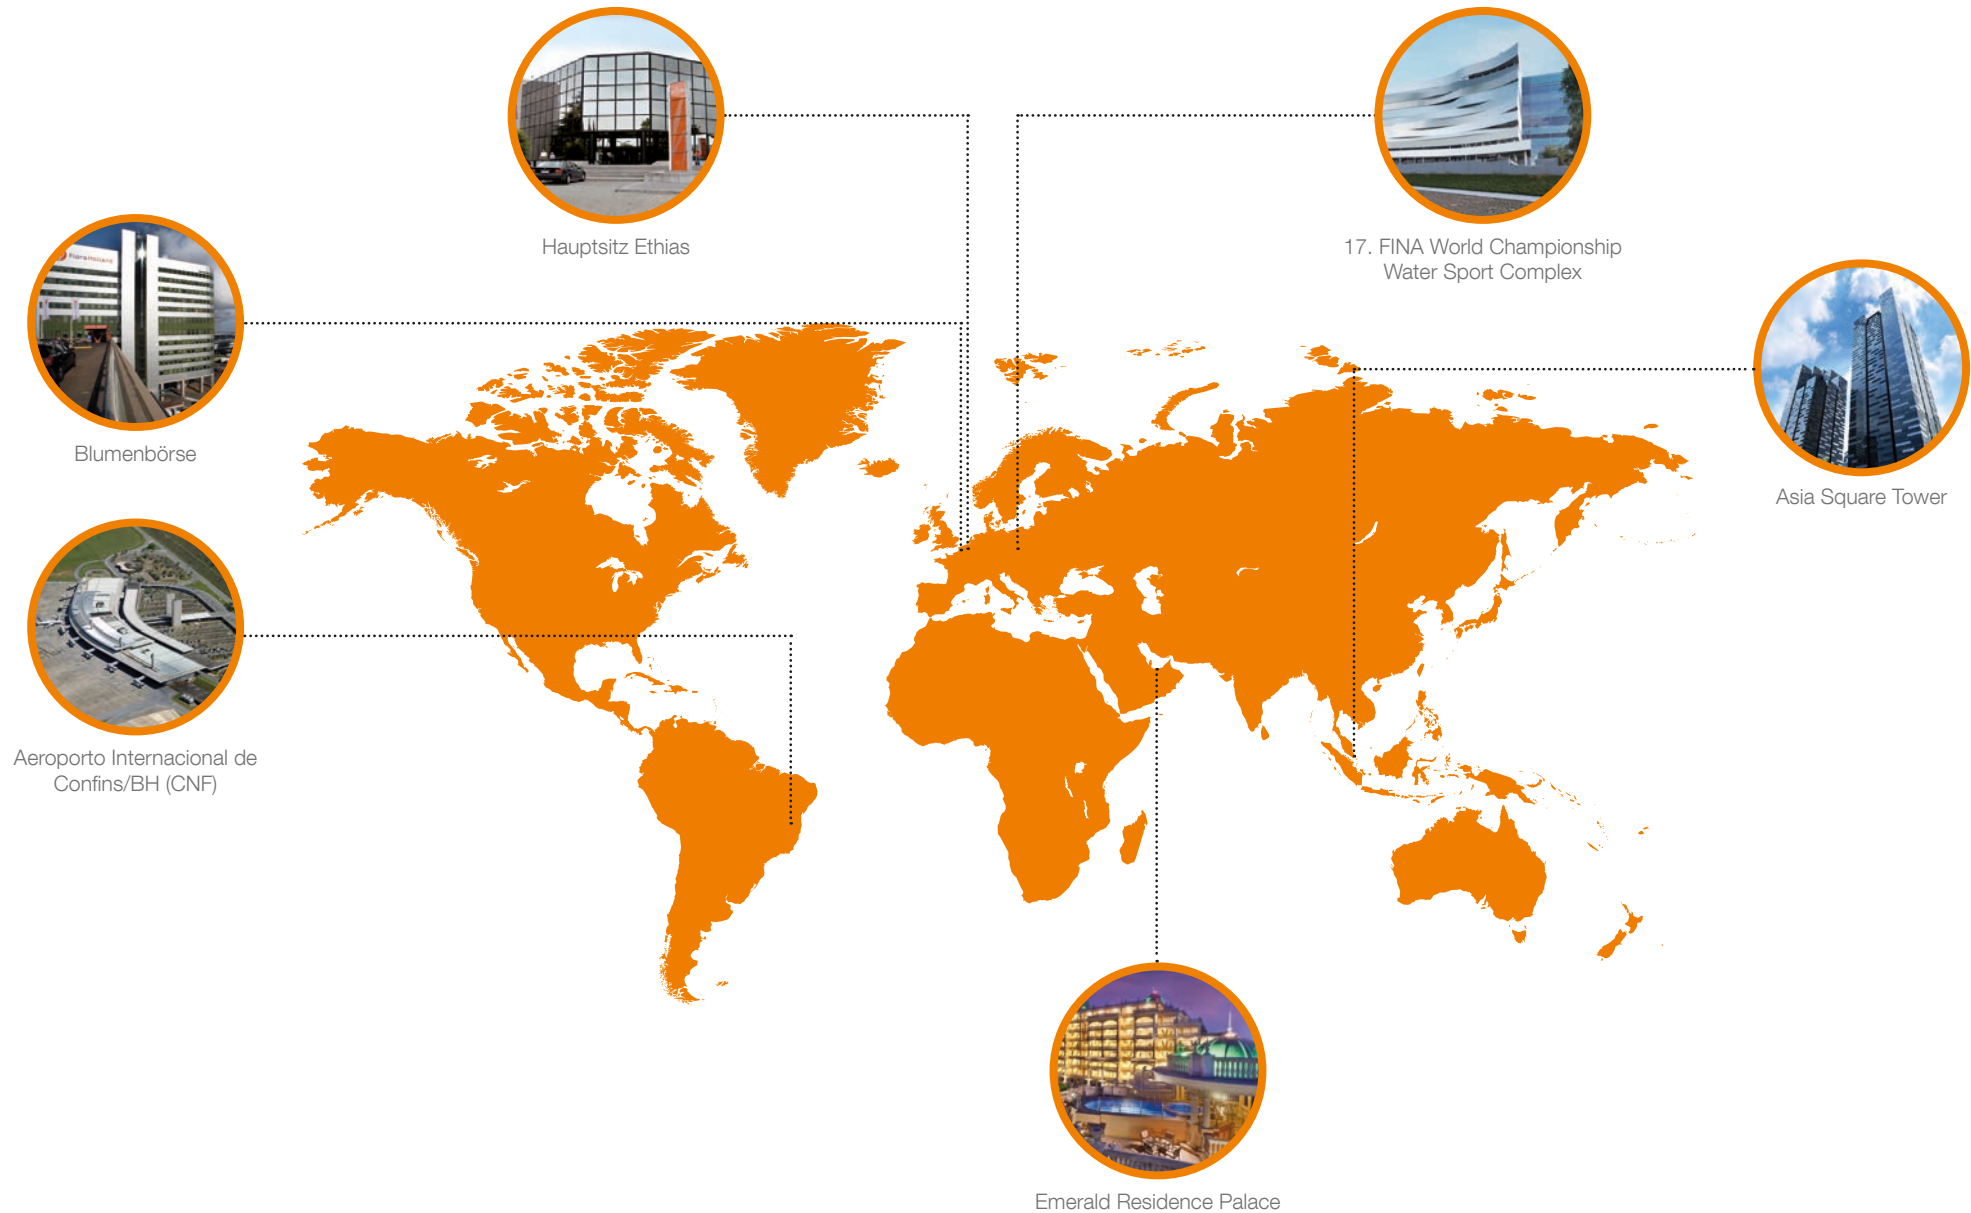 Hauptsitz Ethias
17. FINA World Championship
Water Sport Complex
FloraHolland
Blumenbörse
Asia Square Tower
Aeroporto Internacional de
Confins/BH (CNF)
Emerald Residence Palace